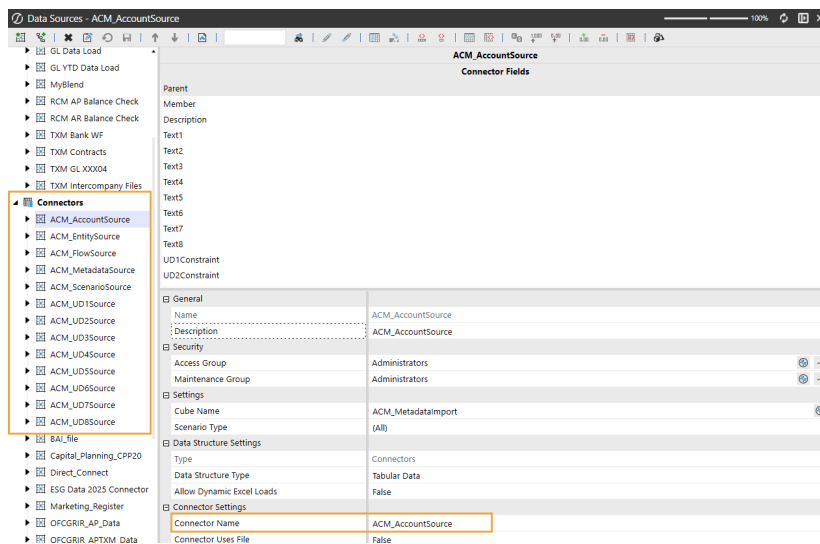 Data Sources - ACM_AccountSource
100%
GL Data Load
GL YTD Data Load
MyBlend
RCM AP Balance Check
RCM AR Balance Check
TXM Bank WF
TXM Contracts
TXM GL XXX04
TXM Intercompany Files
Connectors
ACM_AccountSource
ACM_EntitySource
ACM_FlowSource
ACM_MetadataSource
ACM_ScenarioSource
ACM_UD1Source
ACM_UD2Source
ACM_UD3Source
ACM_UD4Source
ACM_UD5Source
ACM_UD6Source
ACM_UD7Source
ACM_UD8Source
BAI_file
Capital_Planning_CPP20
Direct_Connect
ESG Data 2025 Connector
Marketing_Register
OFCGRIR_AP_Data
OFCGRIR_APTXM_Data
ACM_AccountSource
Connector Fields
Parent
Member
Description
Text1
Text2
Text3
Text4
Text5
Text6
Text7
Text8
UD1Constraint
UD2Constraint
General
Name ACM_AccountSource
Description ACM_AccountSource
Security
Access Group Administrators
Maintenance Group Administrators
Settings
Cube Name ACM_MetadataImport
Scenario Type (All)
Data Structure Settings
Type Connectors
Data Structure Type Tabular Data
Allow Dynamic Excel Loads False
Connector Settings
Connector Name ACM_AccountSource
Connector Uses File False